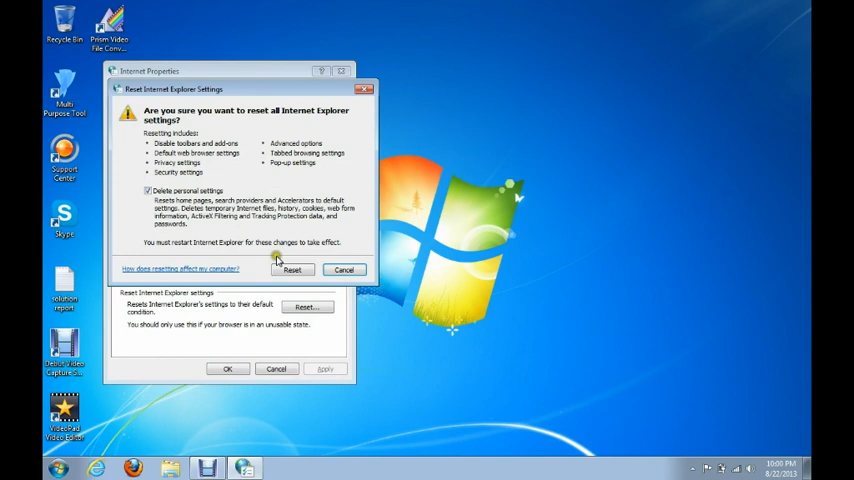 Recycle Bin
Prism Video
File Conv...
Multi
Purpose Tool
Support
Center
Skype
solution
report
Debut Video
Capture S...
VideoPad
Video Editor
Internet Properties
Reset Internet Explorer Settings
Are you sure you want to reset all Internet Explorer
settings?
Resetting includes:
• Disable toolbars and add-ons
• Default web browser settings
• Privacy settings
• Security settings
• Advanced options
• Tabbed browsing settings
• Pop-up settings
Delete personal settings
Resets home pages, search providers and Accelerators to default
settings. Deletes temporary Internet files, history, cookies, web form
information, ActiveX Filtering and Tracking Protection data, and
passwords.
You must restart Internet Explorer for these changes to take effect.
How does resetting affect my computer?
Reset
Cancel
Reset Internet Explorer settings
Resets Internet Explorer's settings to their default
condition.
Reset...
You should only use this if your browser is in an unusable state.
OK
Cancel
Apply
10:00 PM
8/22/2013